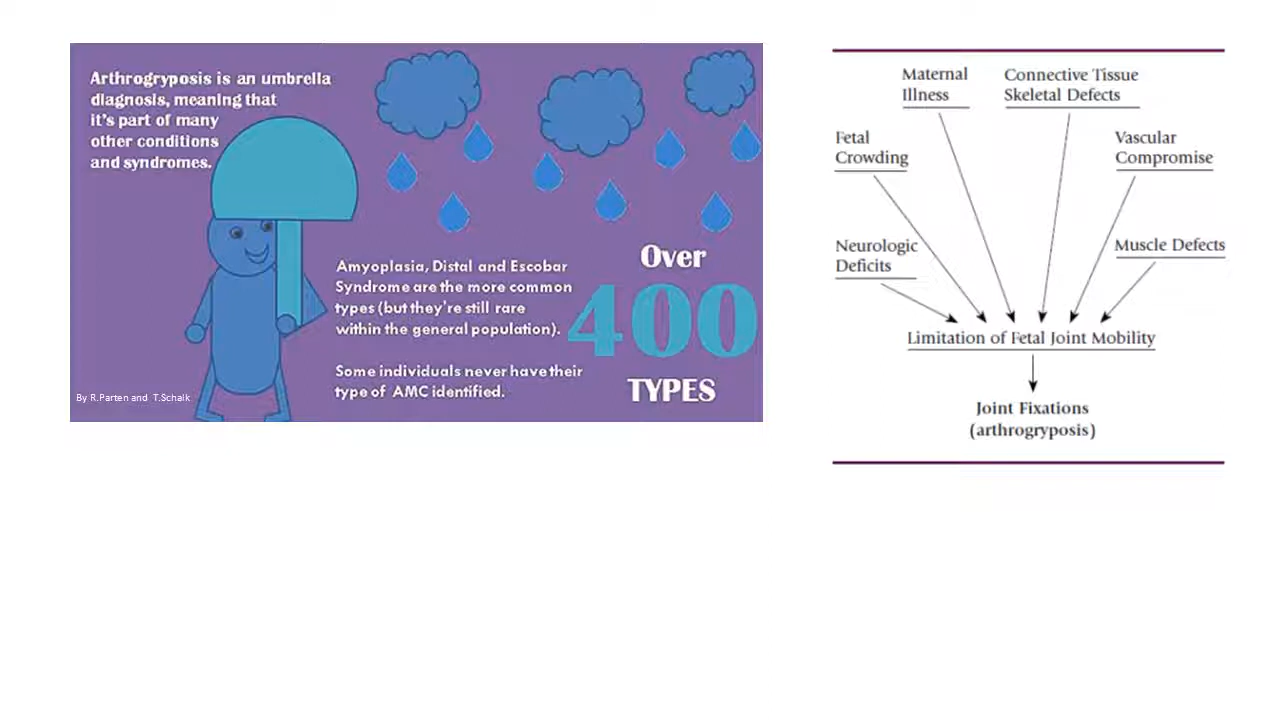 Arthrogryposis is an umbrella
diagnosis, meaning that
it's part of many
other conditions
and syndromes.
Amyoplasia, Distal and Escobar
Syndrome are the more common
types (but they're still rare
within the general population).
Some individuals never have their
type of AMC identified.
Over
400
TYPES
By R.Parten and T.Schalk
Maternal
Illness
Connective Tissue
Skeletal Defects
Fetal
Crowding
Vascular
Compromise
Neurologic
Deficits
Muscle Defects
Limitation of Fetal Joint Mobility
Joint Fixations
(arthrogryposis)